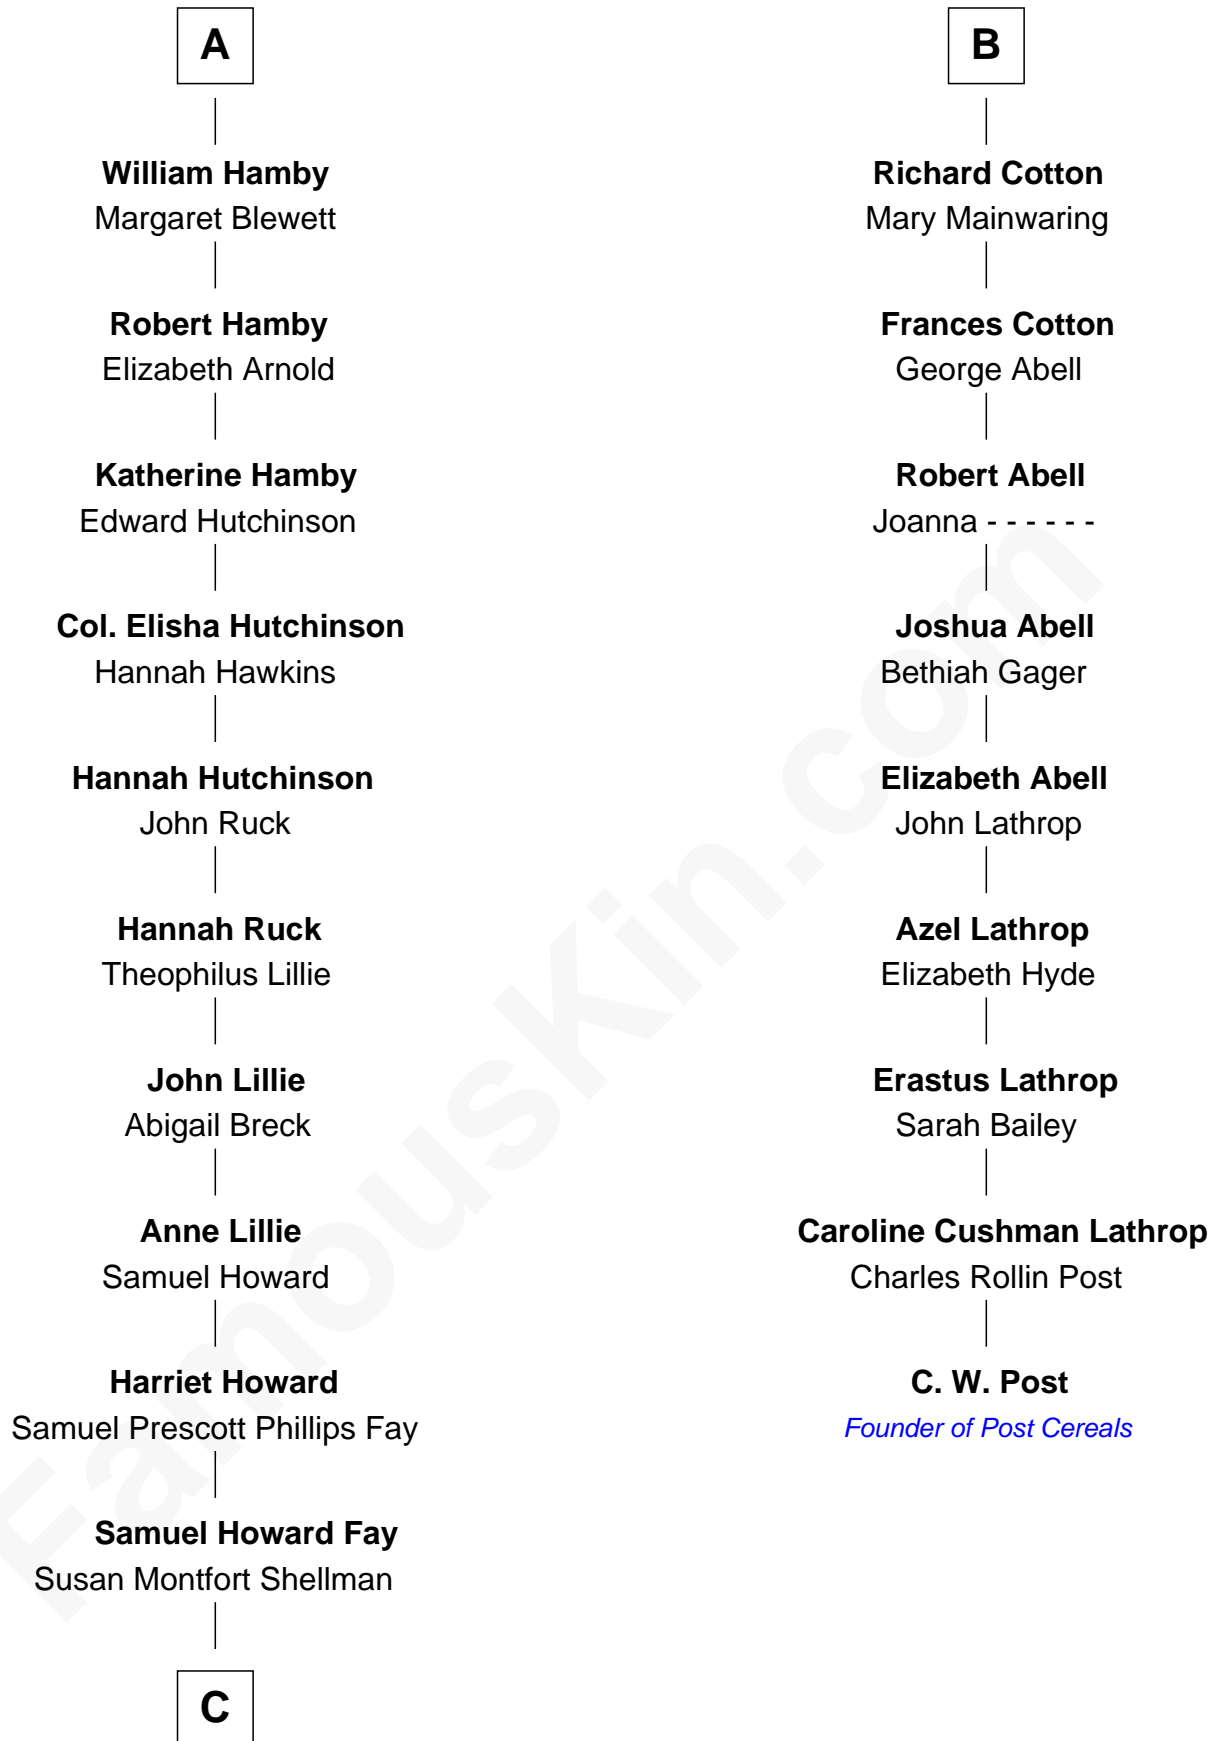 A
William Hamby
Margaret Blewett
Robert Hamby
Elizabeth Arnold
Katherine Hamby
Edward Hutchinson
Col. Elisha Hutchinson
Hannah Hawkins
Hannah Hutchinson
John Ruck
Hannah Ruck
Theophilus Lillie
John Lillie
Abigail Breck
Anne Lillie
Samuel Howard
Harriet Howard
Samuel Prescott Phillips Fay
Samuel Howard Fay
Susan Montfort Shellman
C
B
Richard Cotton
Mary Mainwaring
Frances Cotton
George Abell
Robert Abell
Joanna - - - - - -
Joshua Abell
Bethiah Gager
Elizabeth Abell
John Lathrop
Azel Lathrop
Elizabeth Hyde
Erastus Lathrop
Sarah Bailey
Caroline Cushman Lathrop
Charles Rollin Post
C. W. Post
Founder of Post Cereals
FamousKin.com